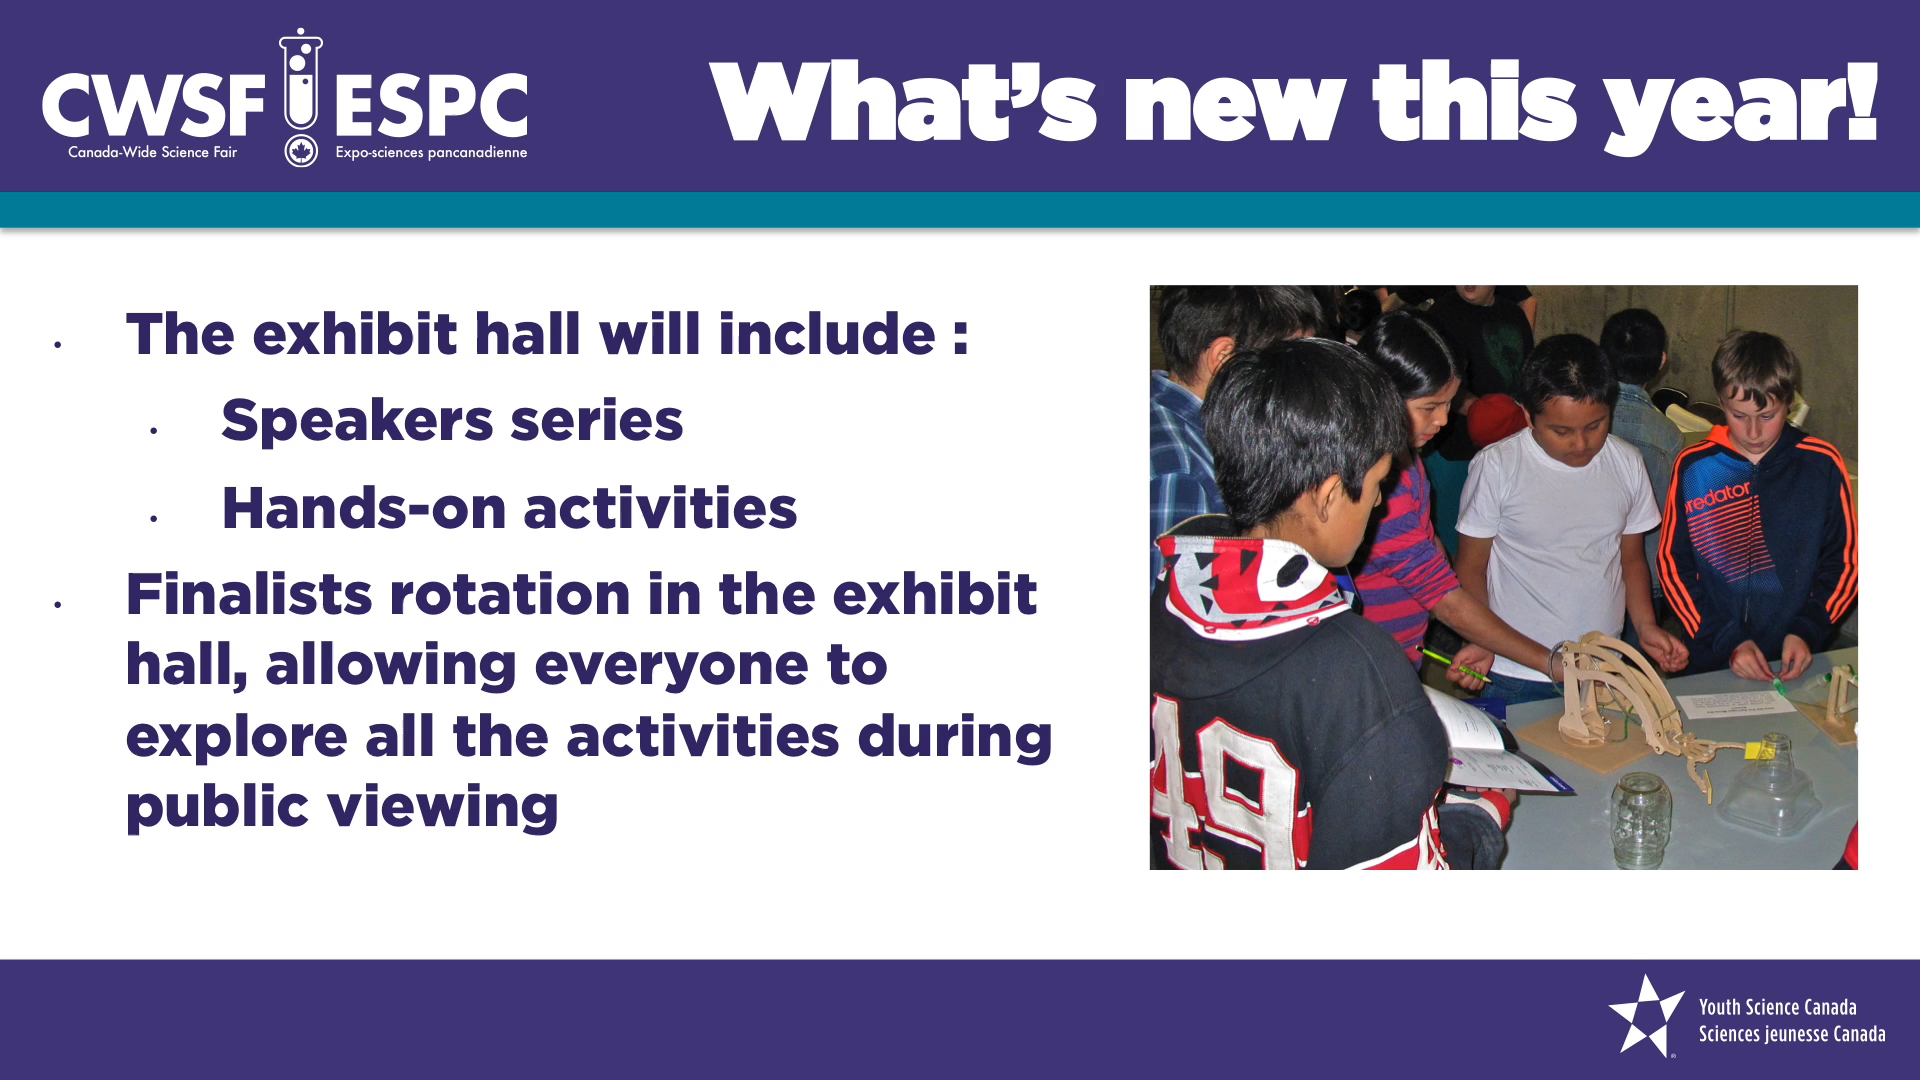 CWSF ESPC
Canada-Wide Science Fair
Expo-sciences pancanadienne
What's new this year!
• The exhibit hall will include :
• Speakers series
• Hands-on activities
• Finalists rotation in the exhibit
hall, allowing everyone to
explore all the activities during
public viewing
predator
49
Youth Science Canada
Sciences jeunesse Canada
®